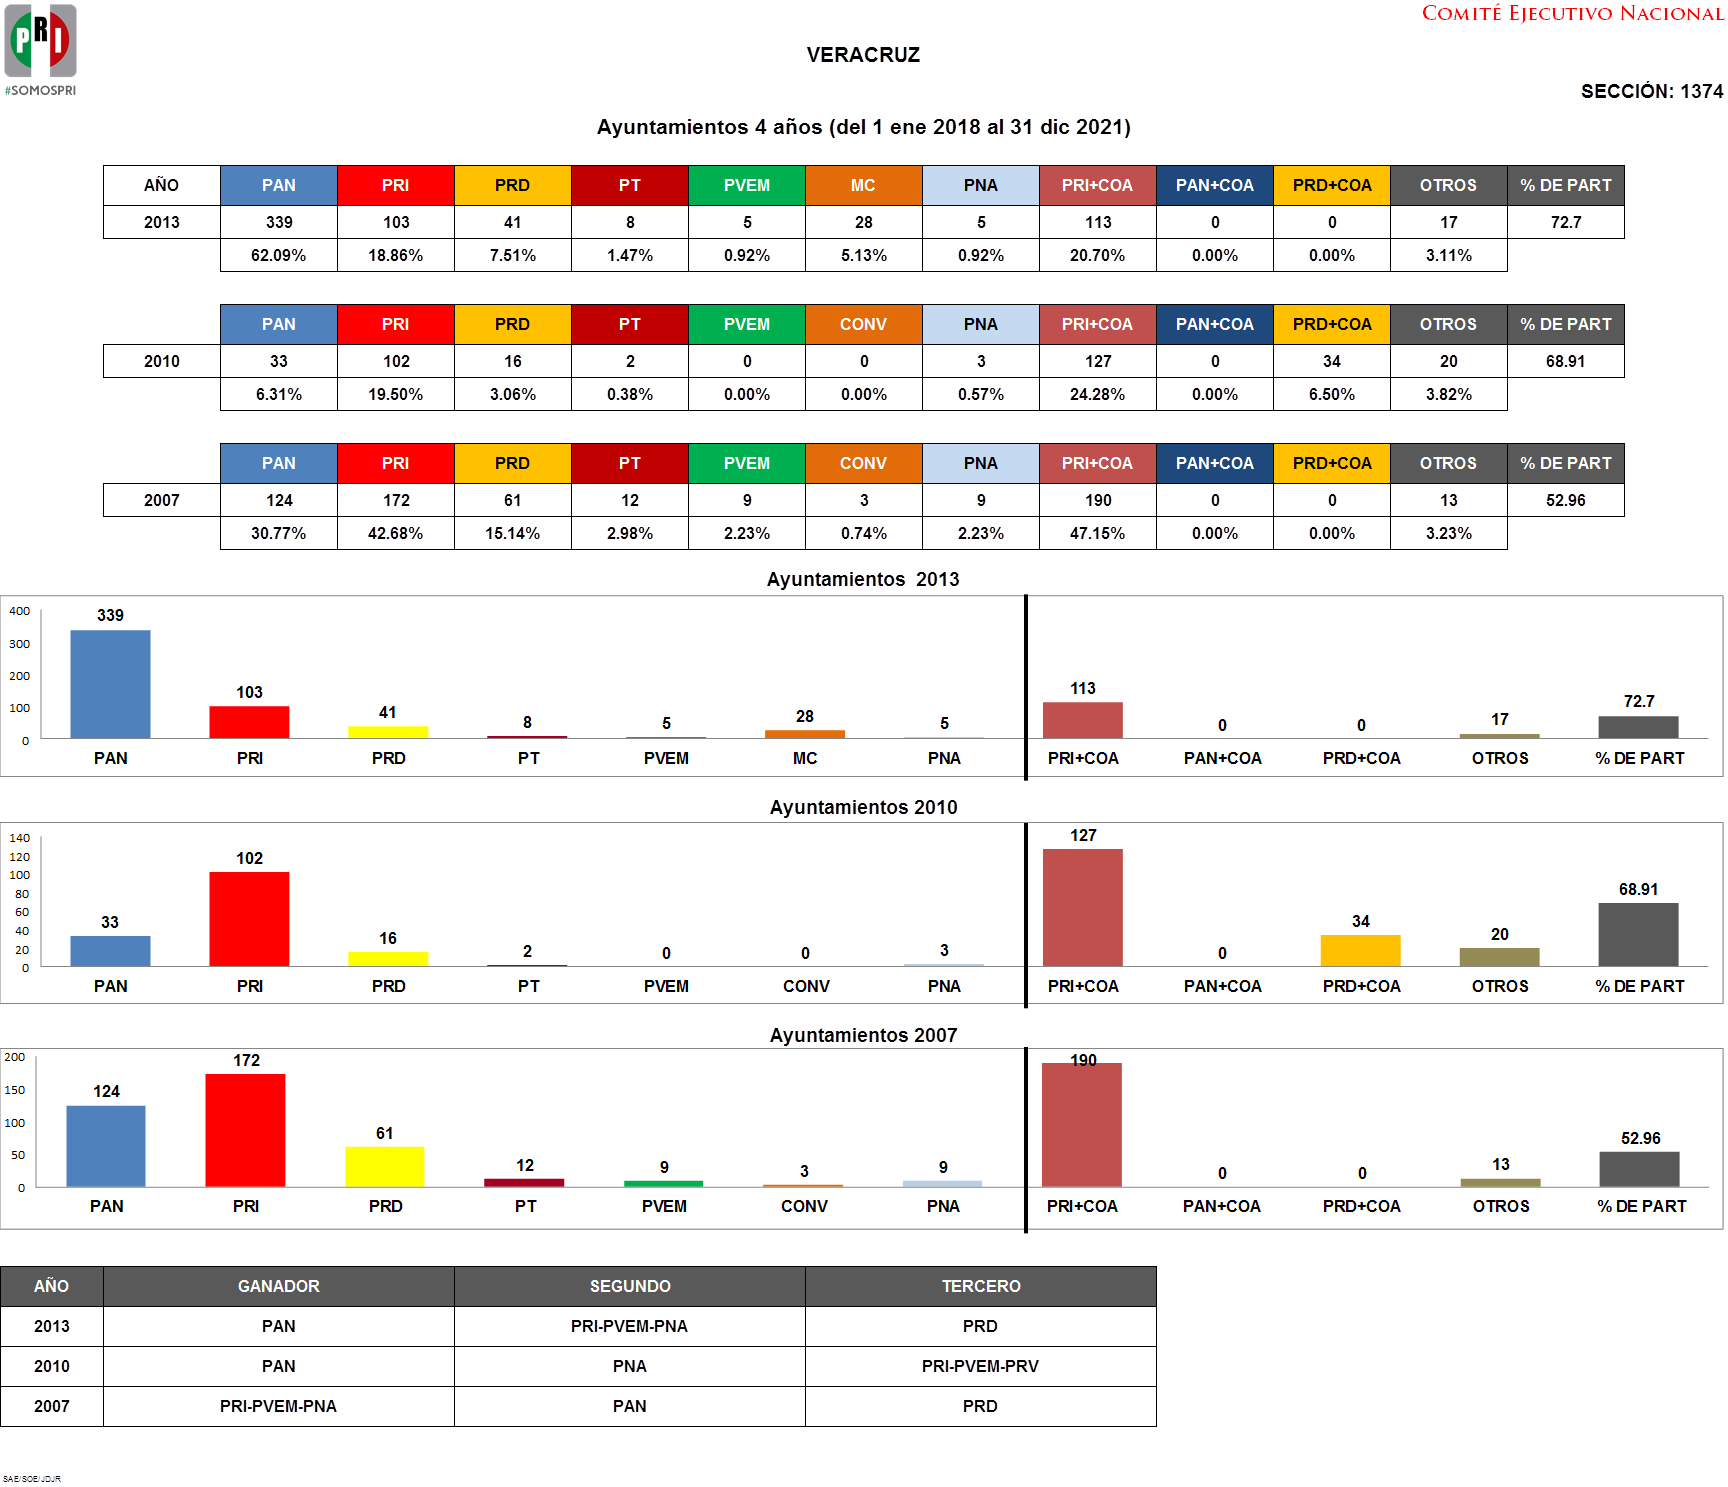 COMITÉ EJECUTIVO NACIONAL
PRI
#SOMOSPRI
VERACRUZ
SECCIÓN: 1374
Ayuntamientos 4 años (del 1 ene 2018 al 31 dic 2021)
AÑO PAN PRI PRD PT PVEM MC PNA PRI+COA PAN+COA PRD+COA OTROS % DE PART
2013 339 103 41 8 5 28 5 113 0 0 17 72.7
62.09% 18.86% 7.51% 1.47% 0.92% 5.13% 0.92% 20.70% 0.00% 0.00% 3.11%
PAN PRI PRD PT PVEM CONV PNA PRI+COA PAN+COA PRD+COA OTROS % DE PART
2010 33 102 16 2 0 0 3 127 0 34 20 68.91
6.31% 19.50% 3.06% 0.38% 0.00% 0.00% 0.57% 24.28% 0.00% 6.50% 3.82%
PAN PRI PRD PT PVEM CONV PNA PRI+COA PAN+COA PRD+COA OTROS % DE PART
2007 124 172 61 12 9 3 9 190 0 0 13 52.96
30.77% 42.68% 15.14% 2.98% 2.23% 0.74% 2.23% 47.15% 0.00% 0.00% 3.23%
Ayuntamientos 2013
400
300
200
100
0
339 103 41 8 5 28 5 113 0 0 17 72.7
PAN PRI PRD PT PVEM MC PNA PRI+COA PAN+COA PRD+COA OTROS % DE PART
Ayuntamientos 2010
140
120
100
80
60
40
20
0
33 102 16 2 0 0 3 127 0 34 20 68.91
PAN PRI PRD PT PVEM CONV PNA PRI+COA PAN+COA PRD+COA OTROS % DE PART
Ayuntamientos 2007
200
150
100
50
0
124 172 61 12 9 3 9 190 0 0 13 52.96
PAN PRI PRD PT PVEM CONV PNA PRI+COA PAN+COA PRD+COA OTROS % DE PART
AÑO GANADOR SEGUNDO TERCERO
2013 PAN PRI-PVEM-PNA PRD
2010 PAN PNA PRI-PVEM-PRV
2007 PRI-PVEM-PNA PAN PRD
SAE/SOE/JDJR